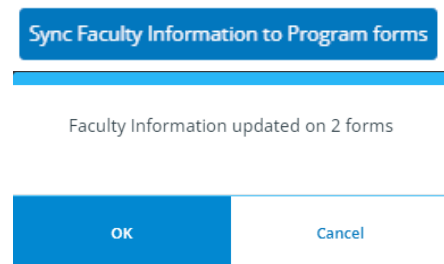 Sync Faculty Information to Program forms
Faculty Information updated on 2 forms
OK
Cancel